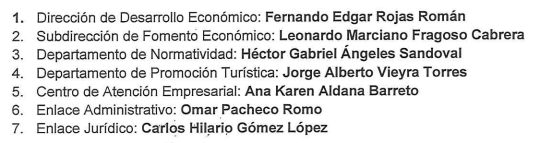 1. Dirección de Desarrollo Económico: Fernando Edgar Rojas Román
2. Subdirección de Fomento Económico: Leonardo Marciano Fragoso Cabrera
3. Departamento de Normatividad: Héctor Gabriel Ángeles Sandoval
4. Departamento de Promoción Turística: Jorge Alberto Vieyra Torres
5. Centro de Atención Empresarial: Ana Karen Aldana Barreto
6. Enlace Administrativo: Omar Pacheco Romo
7. Enlace Jurídico: Carlos Hilario Gómez López